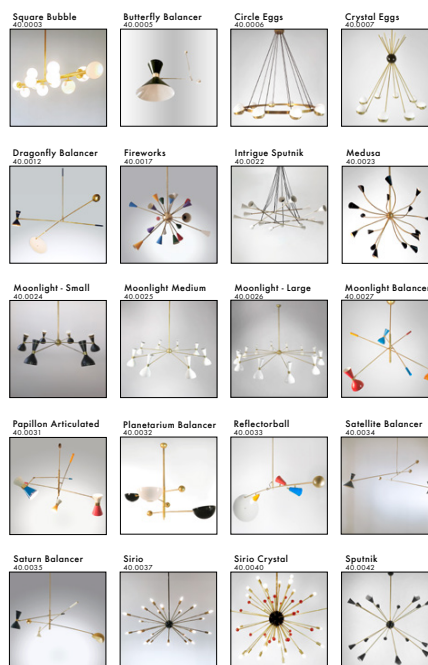 Square Bubble
40.0003
Butterfly Balancer
40.0005
Circle Eggs
40.0006
Crystal Eggs
40.0007
Dragonfly Balancer
40.0012
Fireworks
40.0017
Intrigue Sputnik
40.0022
Medusa
40.0023
Moonlight - Small
40.0024
Moonlight Medium
40.0025
Moonlight - Large
40.0026
Moonlight Balancer
40.0027
Papillon Articulated
40.0031
Planetarium Balancer
40.0032
Reflectorball
40.0033
Satellite Balancer
40.0034
Saturn Balancer
40.0035
Sirio
40.0037
Sirio Crystal
40.0040
Sputnik
40.0042